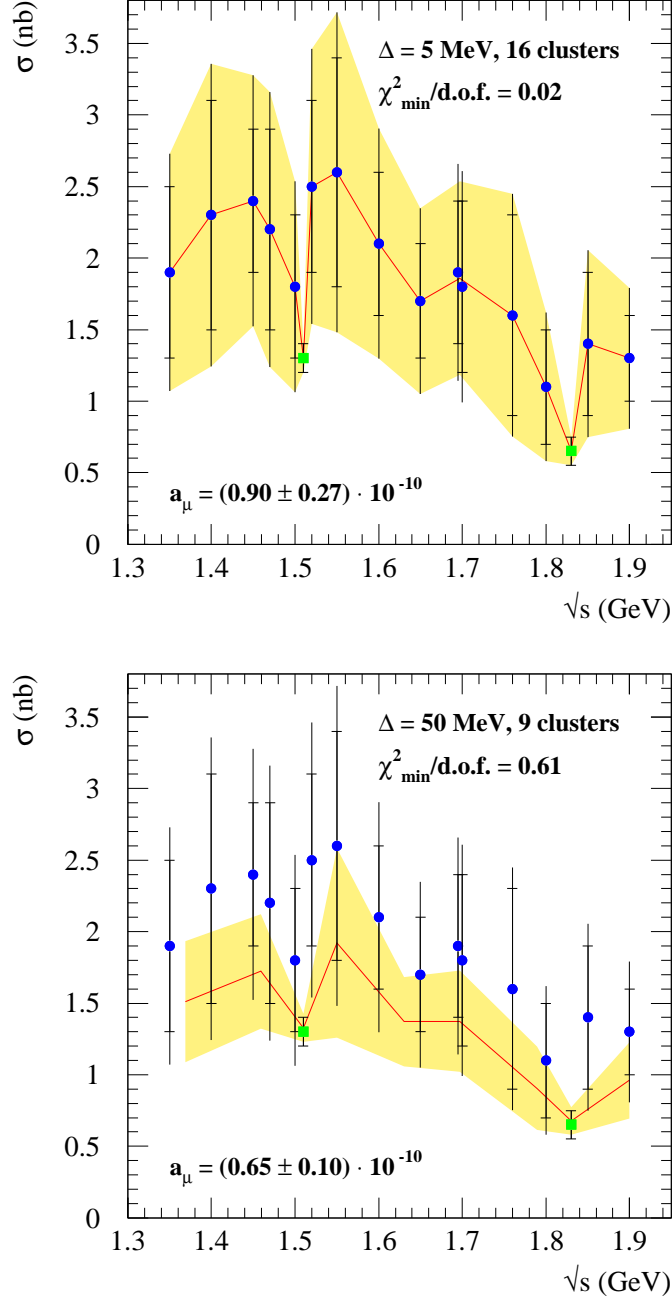 σ (nb)
Δ = 5 MeV, 16 clusters
χ²min/d.o.f. = 0.02
3.5
3
2.5
2
1.5
1
0.5
0
aμ = (0.90 ± 0.27) · 10⁻¹⁰
1.3 1.4 1.5 1.6 1.7 1.8 1.9
√s (GeV)
σ (nb)
Δ = 50 MeV, 9 clusters
χ²min/d.o.f. = 0.61
3.5
3
2.5
2
1.5
1
0.5
0
aμ = (0.65 ± 0.10) · 10⁻¹⁰
1.3 1.4 1.5 1.6 1.7 1.8 1.9
√s (GeV)